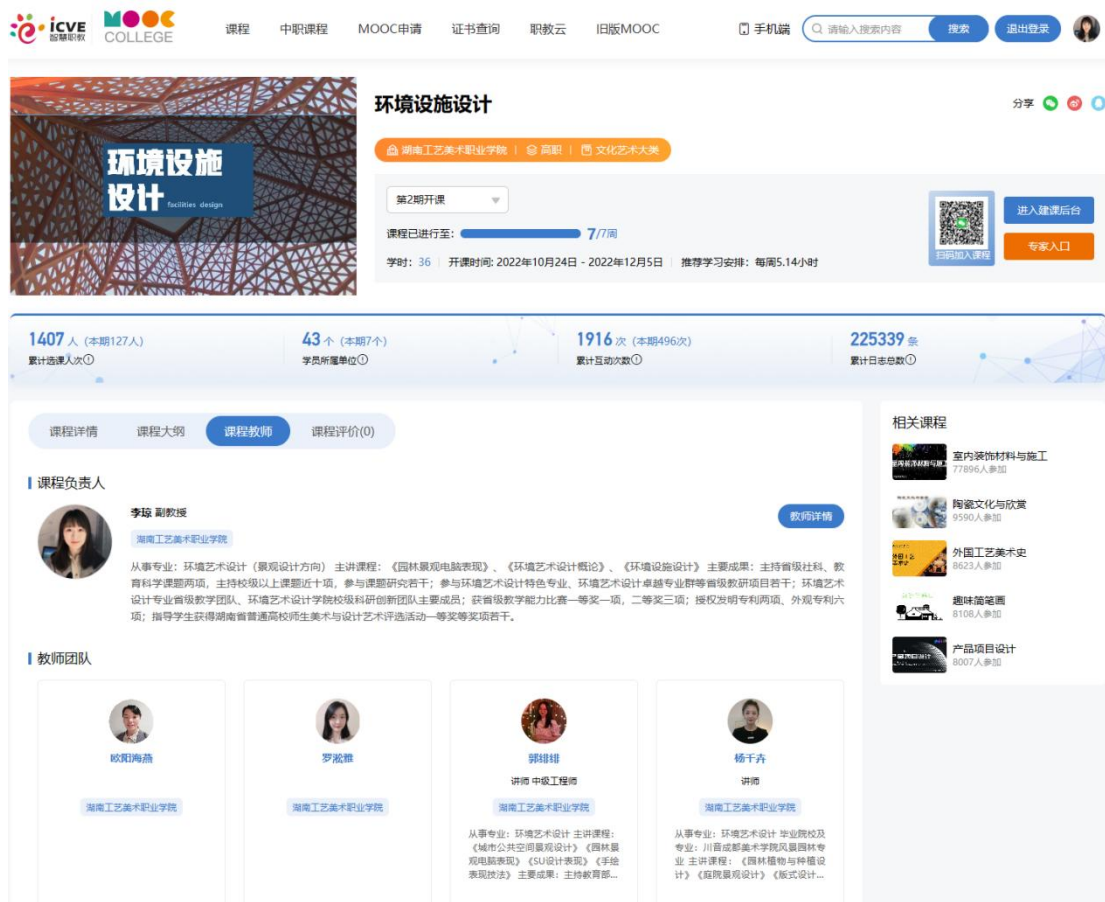 icve 智慧职教
MOOC COLLEGE
课程
中职课程
MOOC申请
证书查询
职教云
旧版MOOC
手机端
请输入搜索内容
搜索
退出登录
环境设施设计
facilities design
环境设施设计
分享
湖南工艺美术职业学院 | 高职 | 文化艺术大类
第2期开课
课程已进行至: 7/7周
学时: 36 | 开课时间: 2022年10月24日 - 2022年12月5日 | 推荐学习安排: 每周5.14小时
扫码加入课程
进入建课后台
专家入口
1407 人 (本期127人)
累计选课人次
43 个 (本期7个)
学员所属单位
1916 次 (本期496次)
累计互动次数
225339 条
累计日志总数
课程详情
课程大纲
课程教师
课程评价(0)
课程负责人
李琼 副教授
教师详情
湖南工艺美术职业学院
从事专业: 环境艺术设计 (景观设计方向) 主讲课程: 《园林景观电脑表现》、《环境艺术设计概论》、《环境设施设计》 主要成果: 主持省级社科、教
育科学课题两项, 主持校级以上课题近十项, 参与课题研究若干; 参与环境艺术设计特色专业、环境艺术设计卓越专业群等省级教研项目若干; 环境艺术
设计专业省级教学团队、环境艺术设计学院校级科研创新团队主要成员; 获省级教学能力比赛一等奖一项, 二等奖三项; 授权发明专利两项、外观专利六
项; 指导学生获得湖南省普通高校师生美术与设计艺术评选活动一等奖等奖项若干。
教师团队
欧阳海燕
湖南工艺美术职业学院
罗淞雅
湖南工艺美术职业学院
郭绯绯
讲师 中级工程师
湖南工艺美术职业学院
从事专业: 环境艺术设计 主讲课程:
《城市公共空间景观设计》《园林景
观电脑表现》《SU设计表现》《手绘
表现技法》 主要成果: 主持教育部...
杨千卉
讲师
湖南工艺美术职业学院
从事专业: 环境艺术设计 毕业院校及
专业: 川音成都美术学院风景园林专
业 主讲课程: 《园林植物与种植设
计》《庭院景观设计》《版式设计...
相关课程
室内装饰材料与施工
77896人参加
陶瓷文化与欣赏
9590人参加
外国工艺美术史
8623人参加
趣味简笔画
8108人参加
产品项目设计
8007人参加